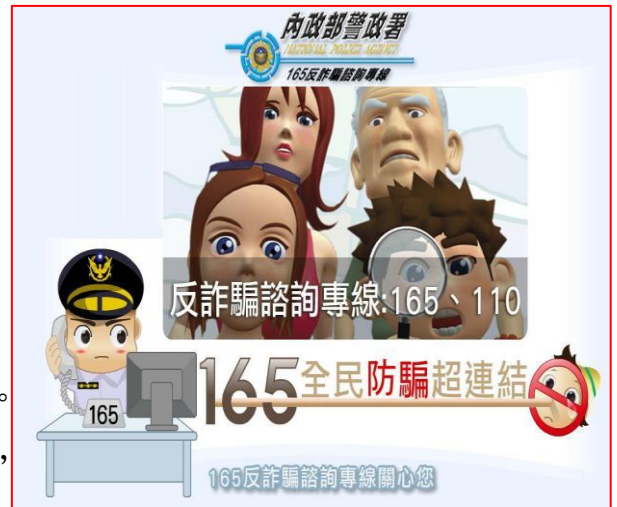 內政部警政署
NATIONAL POLICE AGENCY
165反詐騙諮詢專線
反詐騙諮詢專線:165、110
165全民防騙超連結
165
165反詐騙諮詢專線關心您
。
，